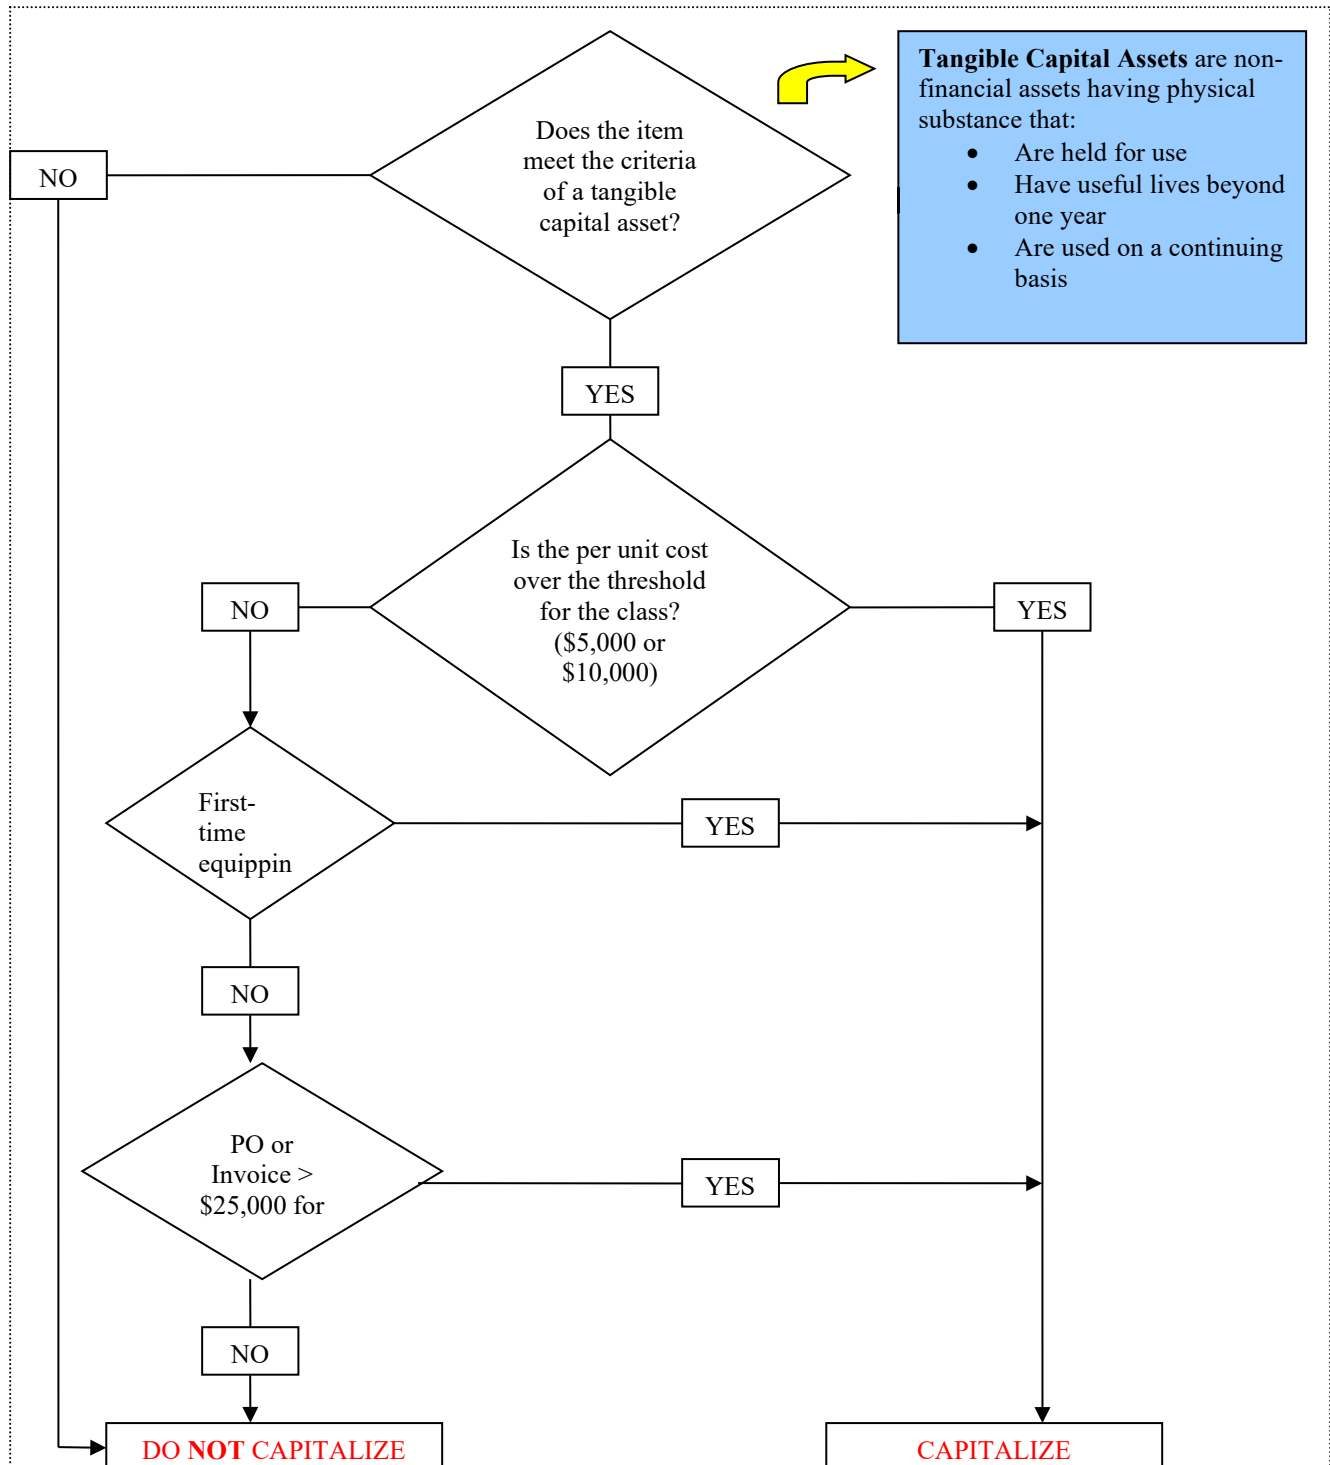 Does the item
meet the criteria
of a tangible
capital asset?
Tangible Capital Assets are non-
financial assets having physical
substance that:
• Are held for use
• Have useful lives beyond
one year
• Are used on a continuing
basis
NO
YES
Is the per unit cost
over the threshold
for the class?
($5,000 or
$10,000)
NO
YES
First-
time
equippin
YES
NO
PO or
Invoice >
$25,000 for
YES
NO
DO NOT CAPITALIZE
CAPITALIZE